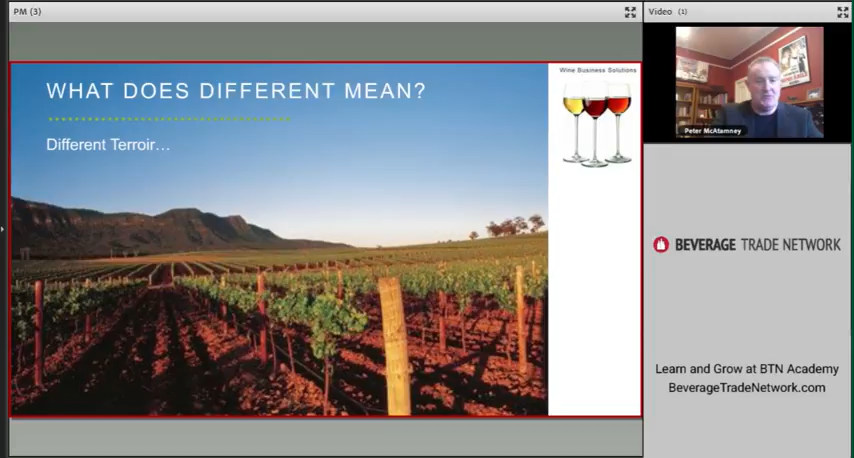 PM (3)
WHAT DOES DIFFERENT MEAN?
Different Terroir…
Wine Business Solutions
Video (1)
Peter McAtamney
BEVERAGE TRADE NETWORK
Learn and Grow at BTN Academy
BeverageTradeNetwork.com